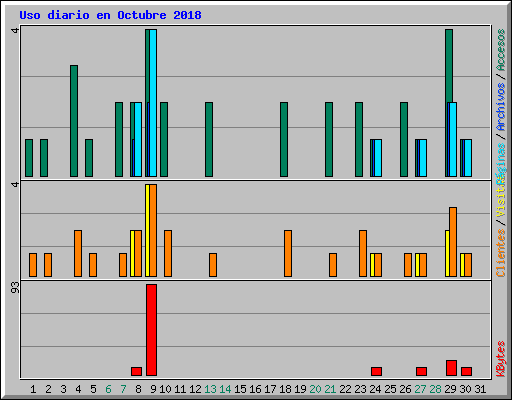 Uso diario en Octubre 2018
4
4
93
Páginas / Archivos / Accesos
Clientes / Visitas
KBytes
1 2 3 4 5 6 7 8 9 10 11 12 13 14 15 16 17 18 19 20 21 22 23 24 25 26 27 28 29 30 31